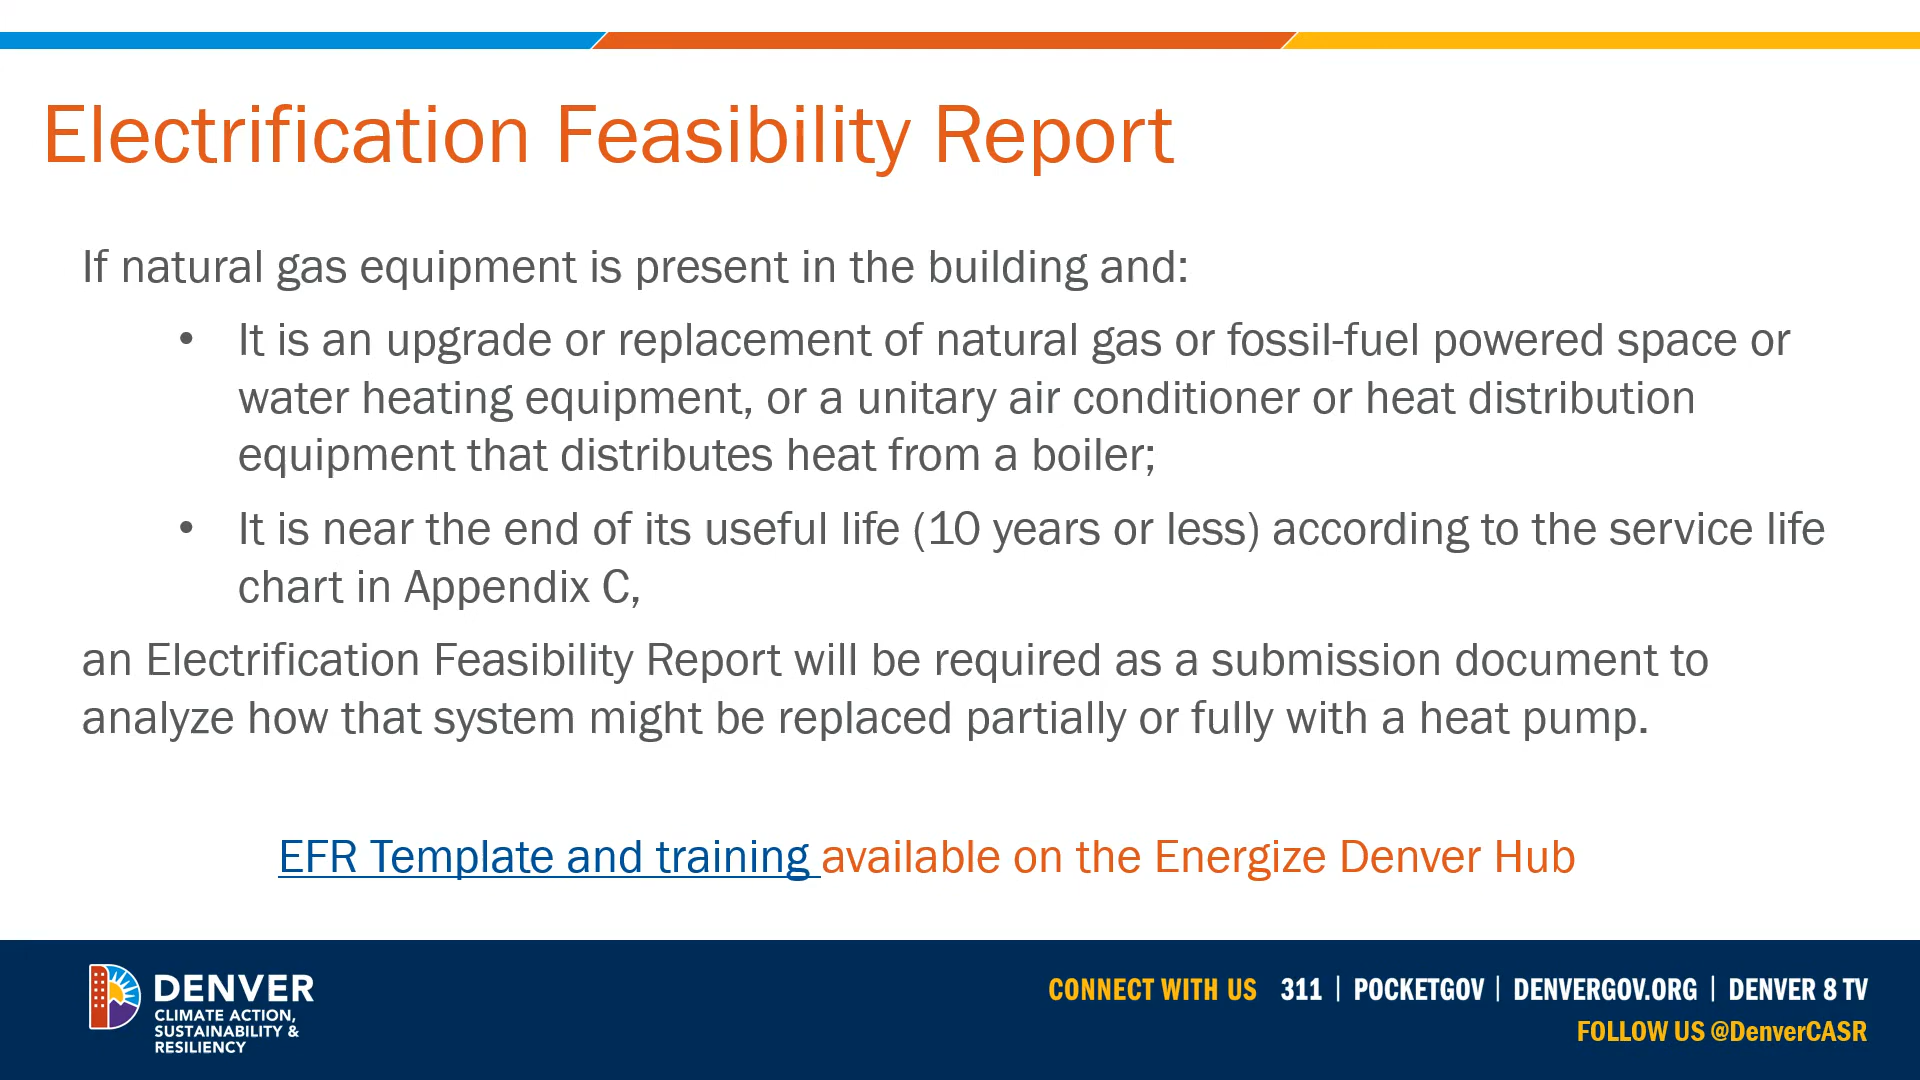 Electrification Feasibility Report
If natural gas equipment is present in the building and:
• It is an upgrade or replacement of natural gas or fossil-fuel powered space or
water heating equipment, or a unitary air conditioner or heat distribution
equipment that distributes heat from a boiler;
• It is near the end of its useful life (10 years or less) according to the service life
chart in Appendix C,
an Electrification Feasibility Report will be required as a submission document to
analyze how that system might be replaced partially or fully with a heat pump.
EFR Template and training available on the Energize Denver Hub
DENVER
CLIMATE ACTION,
SUSTAINABILITY &
RESILIENCY
CONNECT WITH US 311 | POCKETGOV | DENVERGOV.ORG | DENVER 8 TV
FOLLOW US @DenverCASR